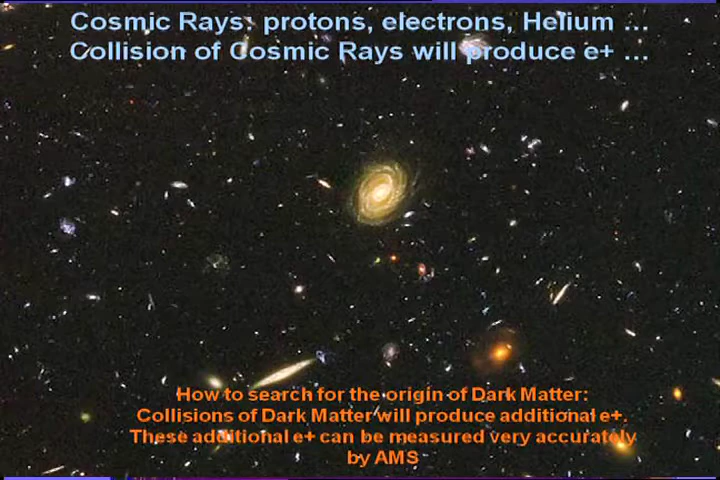 Cosmic Rays: protons, electrons, Helium ...
Collision of Cosmic Rays will produce e+ ...
How to search for the origin of Dark Matter:
Collisions of Dark Matter will produce additional e+.
These additional e+ can be measured very accurately
by AMS